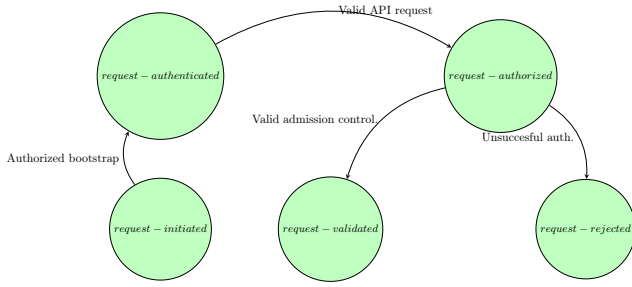 Valid API request
request − authenticated
request − authorized
Valid admission control.
Unsuccesful auth.
Authorized bootstrap
request − initiated
request − validated
request − rejected